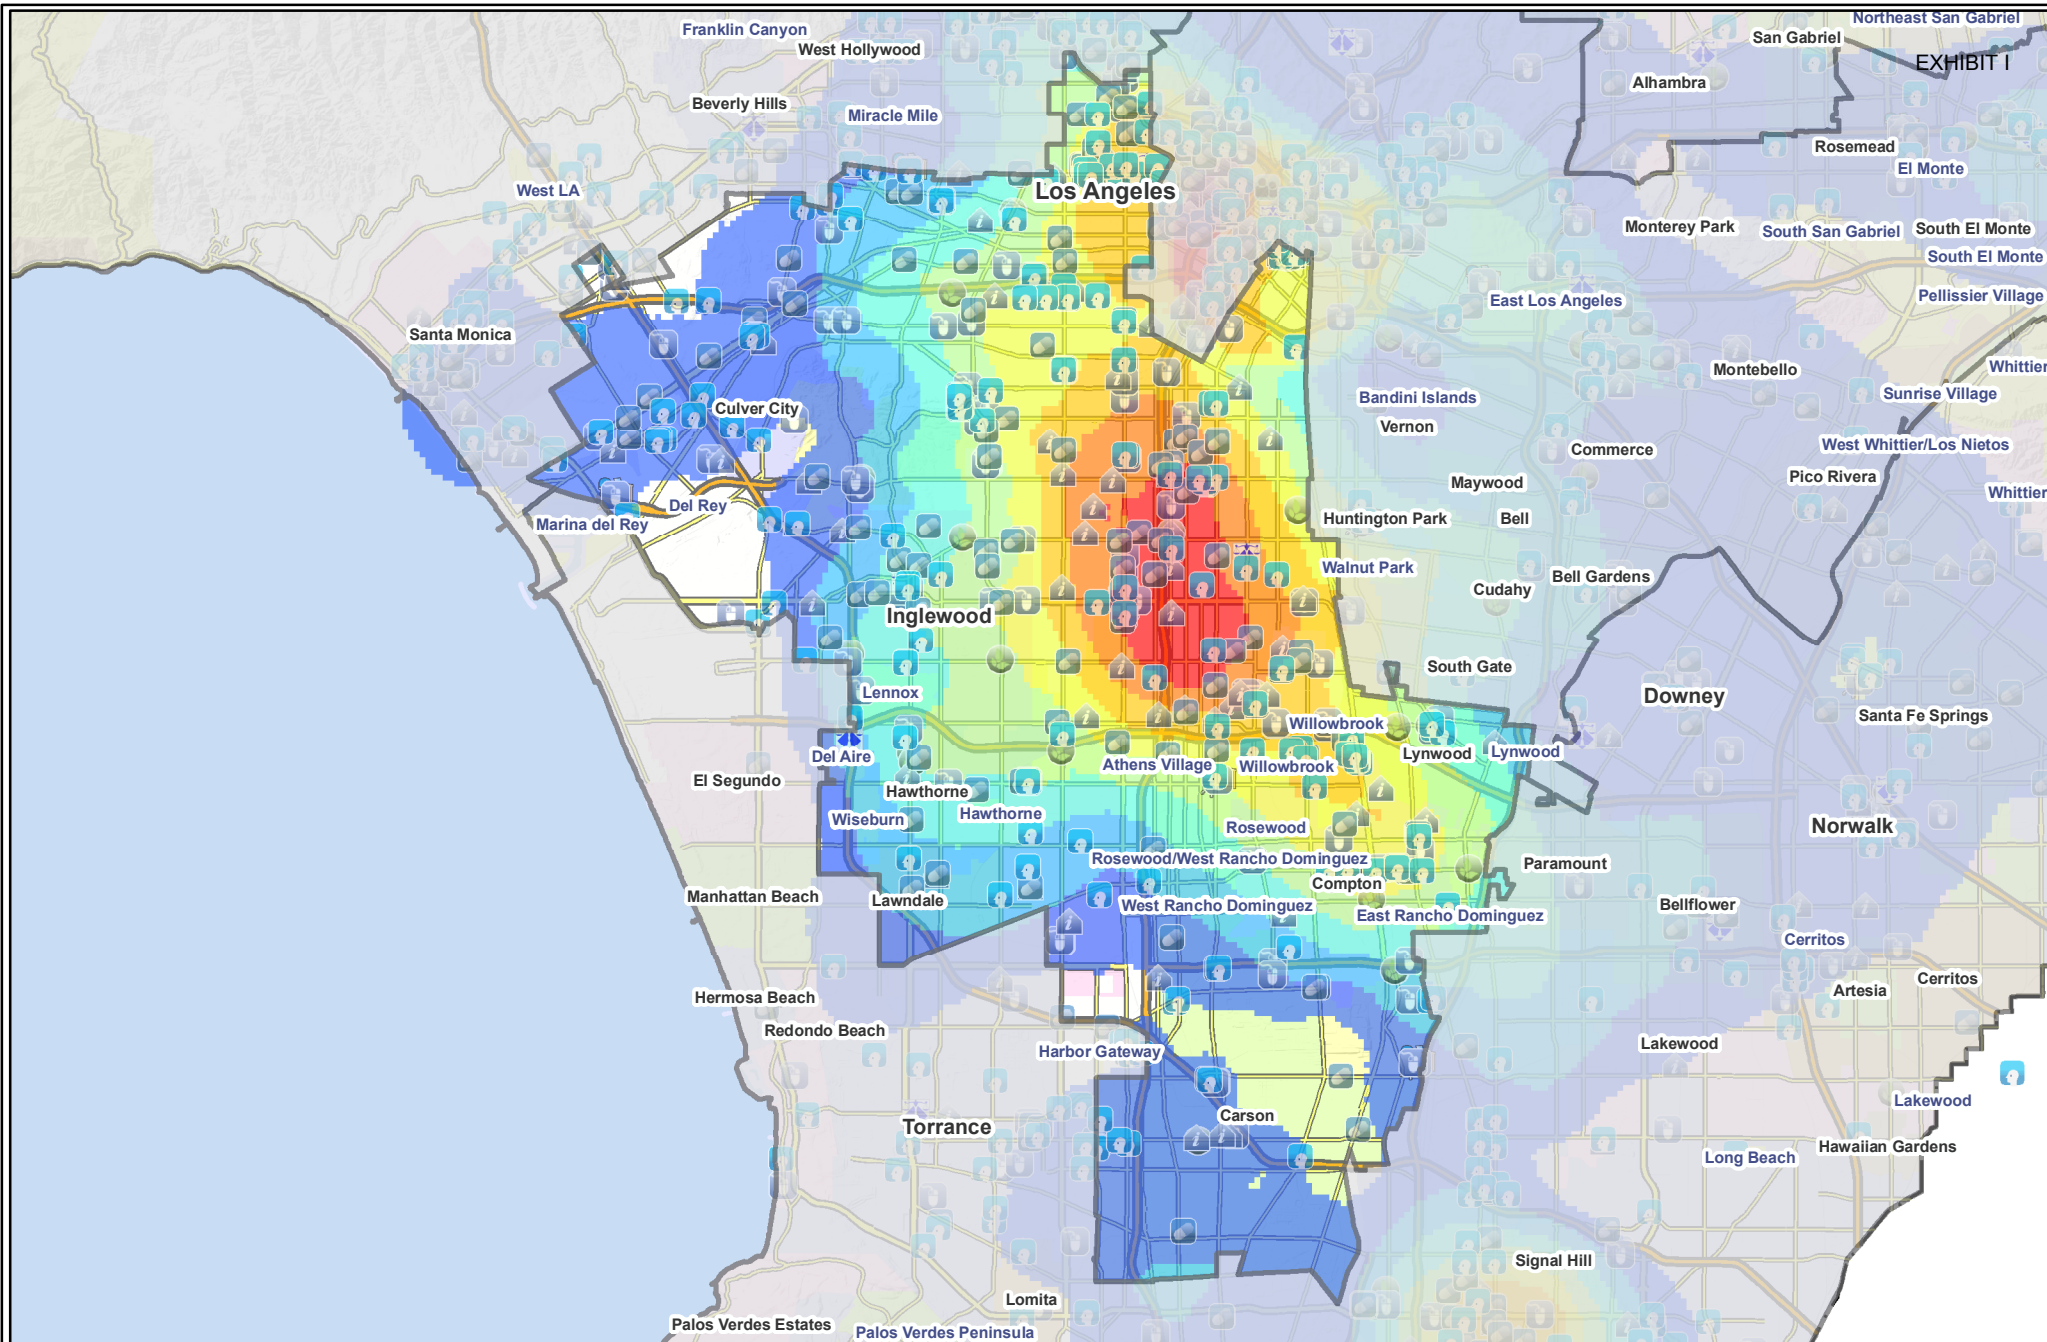 Northeast San Gabriel
Franklin Canyon
San Gabriel
West Hollywood
EXHIBIT I
Alhambra
Beverly Hills
Miracle Mile
Rosemead
El Monte
West LA
Los Angeles
Monterey Park
South San Gabriel
South El Monte
South El Monte
Pellissier Village
East Los Angeles
Santa Monica
Whittier
Montebello
Sunrise Village
Bandini Islands
Culver City
Vernon
West Whittier/Los Nietos
Commerce
Pico Rivera
Maywood
Whittier
Del Rey
Marina del Rey
Huntington Park
Bell
Walnut Park
Bell Gardens
Cudahy
Inglewood
South Gate
Lennox
Downey
Santa Fe Springs
Willowbrook
Del Aire
Lynwood
Lynwood
Athens Village
Willowbrook
El Segundo
Hawthorne
Hawthorne
Wiseburn
Rosewood
Norwalk
Rosewood/West Rancho Dominguez
Paramount
Compton
Manhattan Beach
Lawndale
West Rancho Dominguez
Bellflower
East Rancho Dominguez
Cerritos
Cerritos
Artesia
Hermosa Beach
Redondo Beach
Lakewood
Harbor Gateway
Lakewood
Carson
Torrance
Hawaiian Gardens
Long Beach
Signal Hill
Lomita
Palos Verdes Estates
Palos Verdes Peninsula